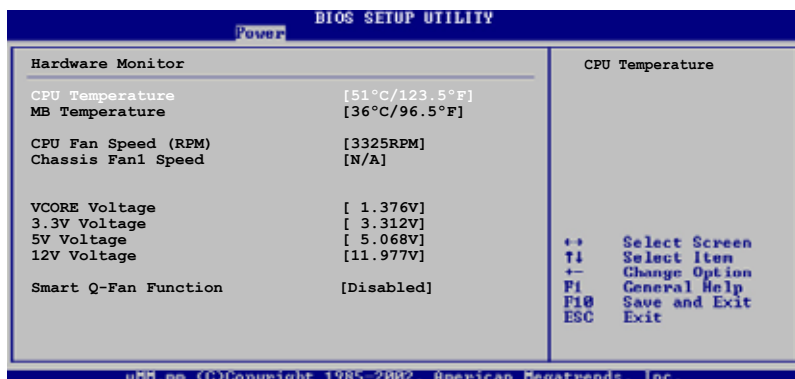 BIOS SETUP UTILITY
Power
Hardware Monitor
CPU Temperature [51°C/123.5°F]
MB Temperature [36°C/96.5°F]
CPU Fan Speed (RPM) [3325RPM]
Chassis Fan1 Speed [N/A]
VCORE Voltage [ 1.376V]
3.3V Voltage [ 3.312V]
5V Voltage [ 5.068V]
12V Voltage [11.977V]
Smart Q-Fan Function [Disabled]
CPU Temperature
↔ Select Screen
↑↓ Select Item
+- Change Option
F1 General Help
F10 Save and Exit
ESC Exit
(C)Copyright 1985-2002, American Megatrends, Inc.